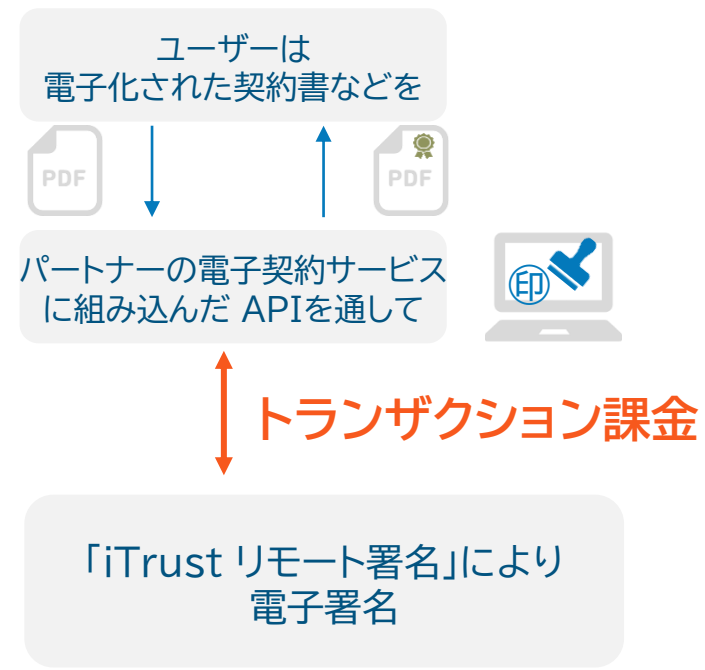 ユーザーは
電子化された契約書などを
PDF
PDF
パートナーの電子契約サービス
に組み込んだ APIを通して
印
トランザクション課金
「iTrust リモート署名」により
電子署名